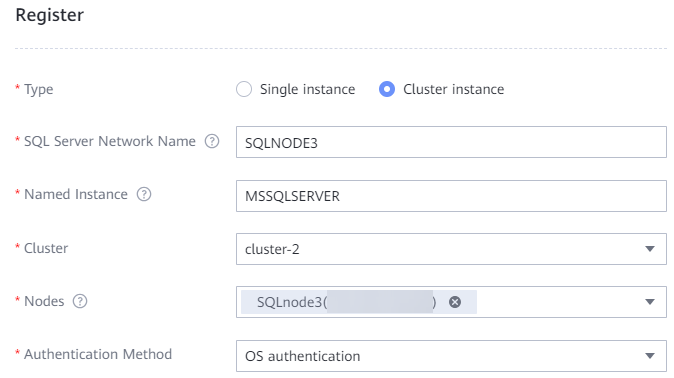 Register
* Type Single instance Cluster instance
* SQL Server Network Name ? SQLNODE3
* Named Instance ? MSSQLSERVER
* Cluster cluster-2
* Nodes ? SQLnode3( )
* Authentication Method OS authentication